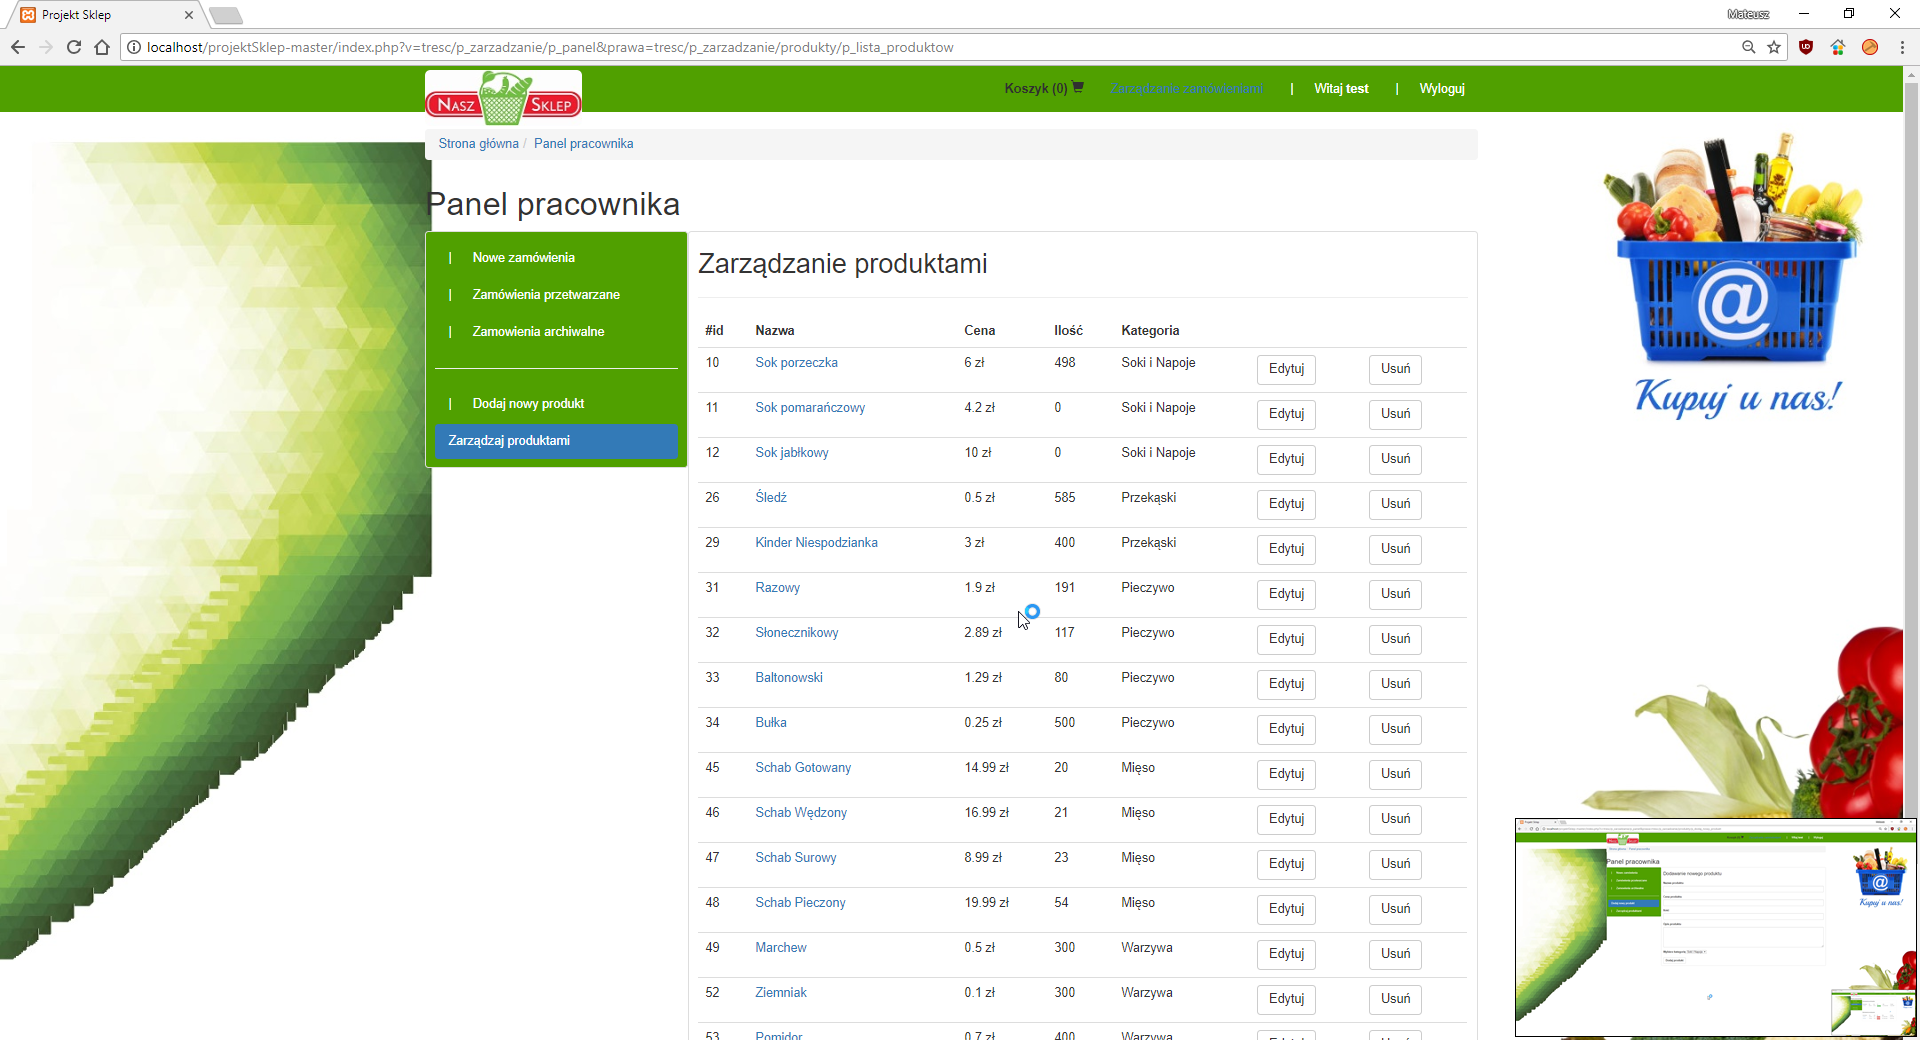 Projekt Sklep
Mateusz
localhost/projektSklep-master/index.php?v=tresc/p_zarzadzanie/p_panel&prawa=tresc/p_zarzadzanie/produkty/p_lista_produktow
NASZ SKLEP
Koszyk (0) Zarządzanie zamówieniami | Witaj test | Wyloguj
Strona główna / Panel pracownika
Panel pracownika
| Nowe zamówienia
| Zamówienia przetwarzane
| Zamowienia archiwalne
| Dodaj nowy produkt
Zarządzaj produktami
Zarządzanie produktami
#id Nazwa Cena Ilość Kategoria
10 Sok porzeczka 6 zł 498 Soki i Napoje Edytuj Usuń
11 Sok pomarańczowy 4.2 zł 0 Soki i Napoje Edytuj Usuń
12 Sok jabłkowy 10 zł 0 Soki i Napoje Edytuj Usuń
26 Śledź 0.5 zł 585 Przekąski Edytuj Usuń
29 Kinder Niespodzianka 3 zł 400 Przekąski Edytuj Usuń
31 Razowy 1.9 zł 191 Pieczywo Edytuj Usuń
32 Słonecznikowy 2.89 zł 117 Pieczywo Edytuj Usuń
33 Baltonowski 1.29 zł 80 Pieczywo Edytuj Usuń
34 Bułka 0.25 zł 500 Pieczywo Edytuj Usuń
45 Schab Gotowany 14.99 zł 20 Mięso Edytuj Usuń
46 Schab Wędzony 16.99 zł 21 Mięso Edytuj Usuń
47 Schab Surowy 8.99 zł 23 Mięso Edytuj Usuń
48 Schab Pieczony 19.99 zł 54 Mięso Edytuj Usuń
49 Marchew 0.5 zł 300 Warzywa Edytuj Usuń
52 Ziemniak 0.1 zł 300 Warzywa Edytuj Usuń
53 Pomidor 0.7 zł 400 Warzywa Edytuj Usuń
@
Kupuj u nas!
Panel pracownika
Dodawanie nowego produktu
@
Kupuj u nas!